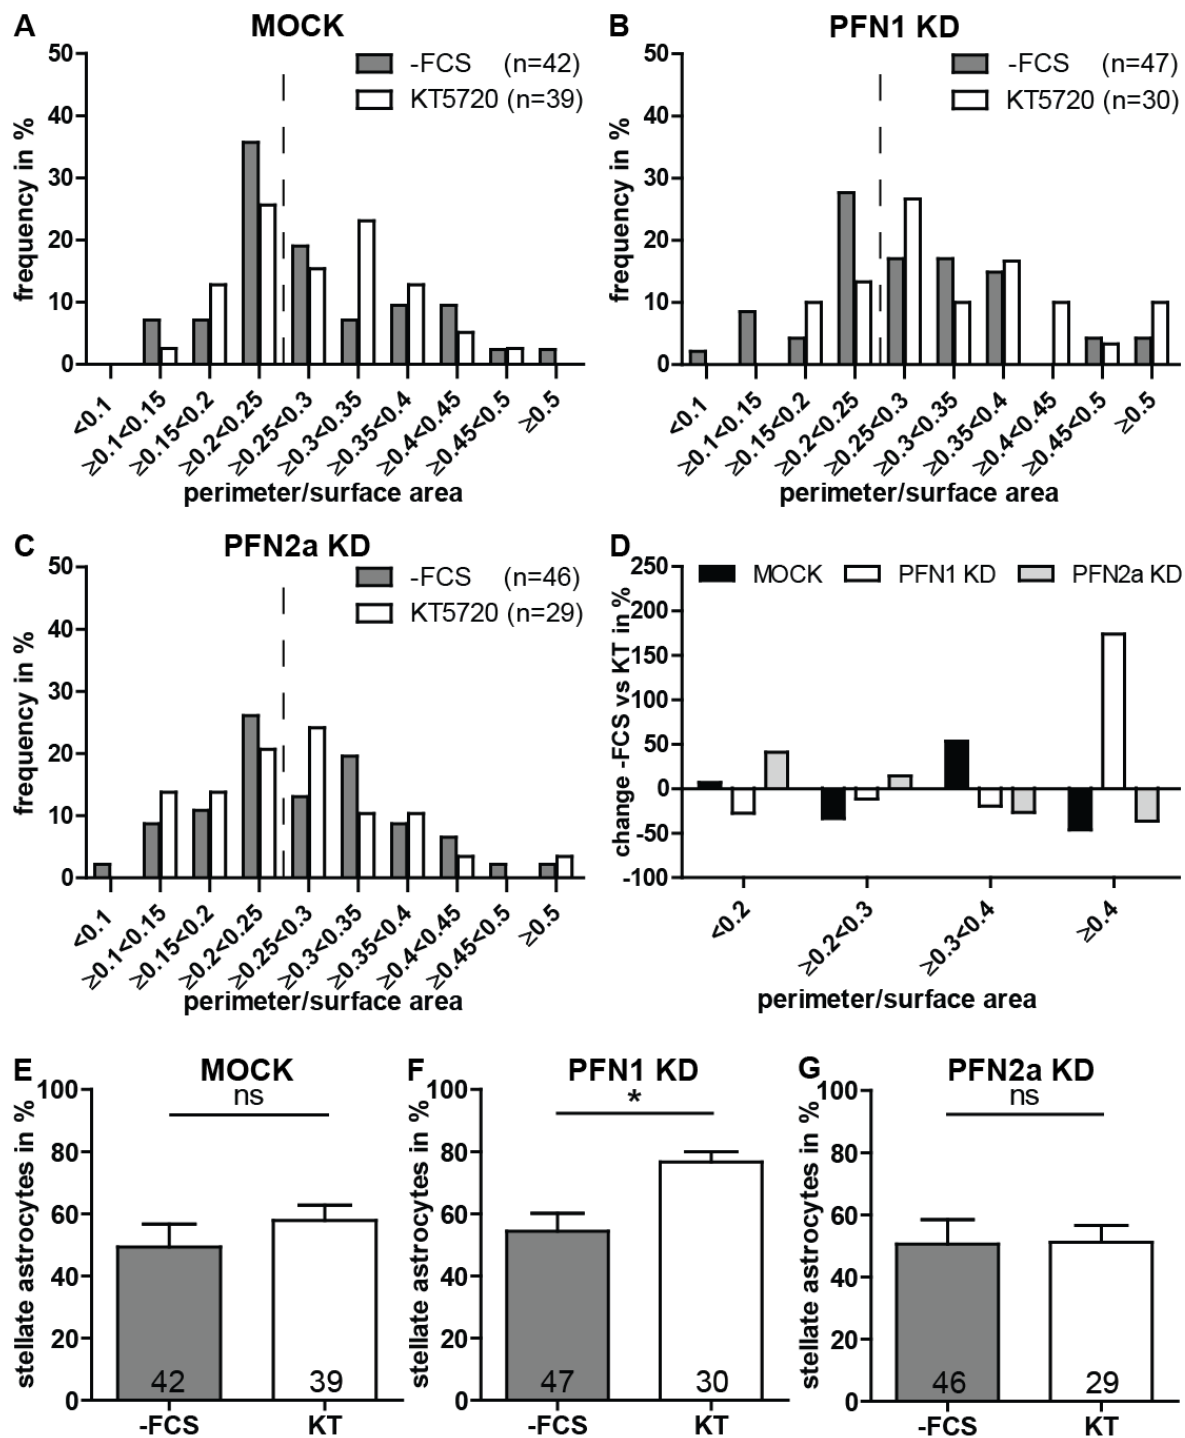 A
MOCK
50
40
30
20
10
0
frequency in %
-FCS (n=42)
KT5720 (n=39)
<0.1
≥0.1<0.15
≥0.15<0.2
≥0.2<0.25
≥0.25<0.3
≥0.3<0.35
≥0.35<0.4
≥0.4<0.45
≥0.45<0.5
≥0.5
perimeter/surface area
B
PFN1 KD
50
40
30
20
10
0
frequency in %
-FCS (n=47)
KT5720 (n=30)
<0.1
≥0.1<0.15
≥0.15<0.2
≥0.2<0.25
≥0.25<0.3
≥0.3<0.35
≥0.35<0.4
≥0.4<0.45
≥0.45<0.5
≥0.5
perimeter/surface area
C
PFN2a KD
50
40
30
20
10
0
frequency in %
-FCS (n=46)
KT5720 (n=29)
<0.1
≥0.1<0.15
≥0.15<0.2
≥0.2<0.25
≥0.25<0.3
≥0.3<0.35
≥0.35<0.4
≥0.4<0.45
≥0.45<0.5
≥0.5
perimeter/surface area
D
250
200
150
100
50
0
-50
-100
change -FCS vs KT in %
MOCK PFN1 KD PFN2a KD
<0.2
≥0.2<0.3
≥0.3<0.4
≥0.4
perimeter/surface area
E
MOCK
ns
100
80
60
40
20
0
stellate astrocytes in %
42 39
-FCS KT
F
PFN1 KD
*
100
80
60
40
20
0
stellate astrocytes in %
47 30
-FCS KT
G
PFN2a KD
ns
100
80
60
40
20
0
stellate astrocytes in %
46 29
-FCS KT